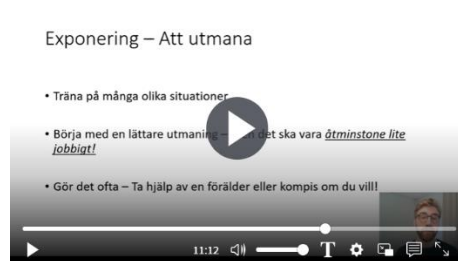 Exponering – Att utmana
• Träna på många olika situationer
• Börja med en lättare utmaning – det ska vara åtminstone lite
jobbigt!
• Gör det ofta – Ta hjälp av en förälder eller kompis om du vill!
11:12 T